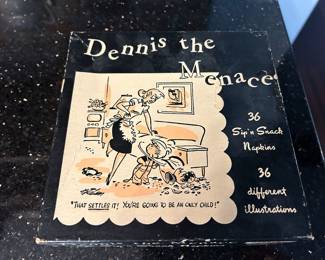 Dennis the
Menace
36
Sip'n Snack
Napkins
36
different
illustrations
"THAT SETTLES IT! YOU'RE GOING TO BE AN ONLY CHILD!"